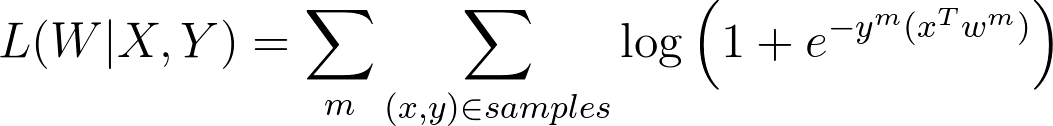 L(W|X, Y) = \sum_{m} \sum_{(x,y) \in samples} \log \left( 1 + e^{-y^m (x^T w^m)} \right)